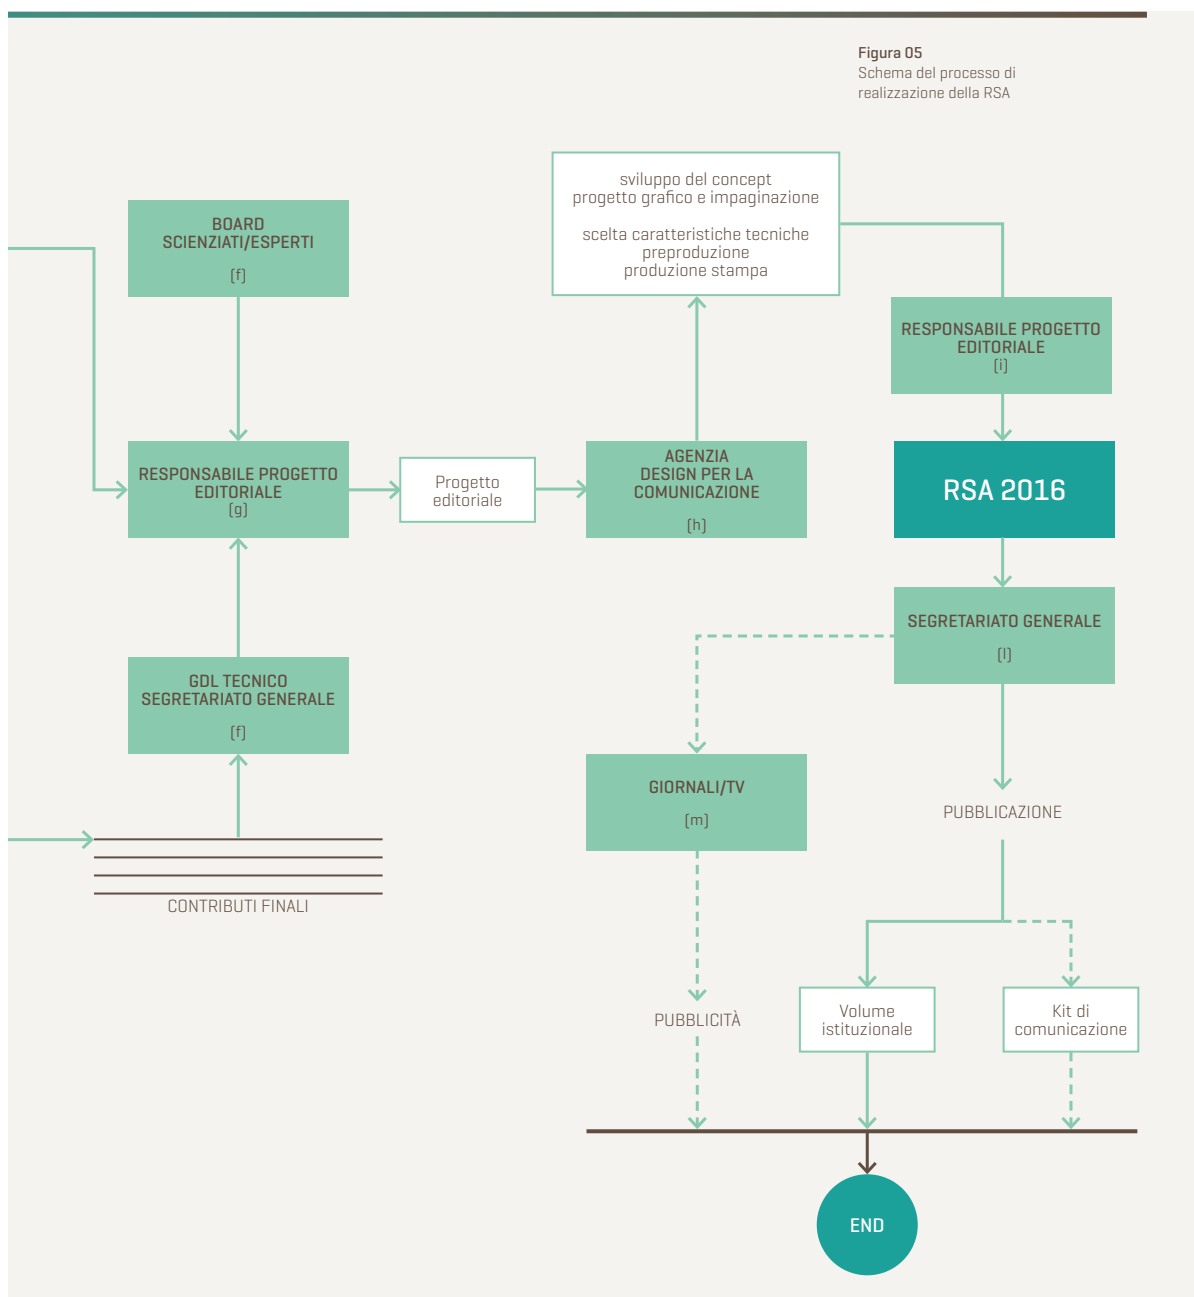 Figura 05
Schema del processo di
realizzazione della RSA
sviluppo del concept
progetto grafico e impaginazione
scelta caratteristiche tecniche
preproduzione
produzione stampa
BOARD
SCIENZIATI/ESPERTI
(f)
RESPONSABILE PROGETTO
EDITORIALE
(i)
RESPONSABILE PROGETTO
EDITORIALE
(g)
Progetto
editoriale
AGENZIA
DESIGN PER LA
COMUNICAZIONE
(h)
RSA 2016
SEGRETARIATO GENERALE
(l)
GDL TECNICO
SEGRETARIATO GENERALE
(f)
GIORNALI/TV
(m)
PUBBLICAZIONE
CONTRIBUTI FINALI
PUBBLICITÀ
Volume
istituzionale
Kit di
comunicazione
END